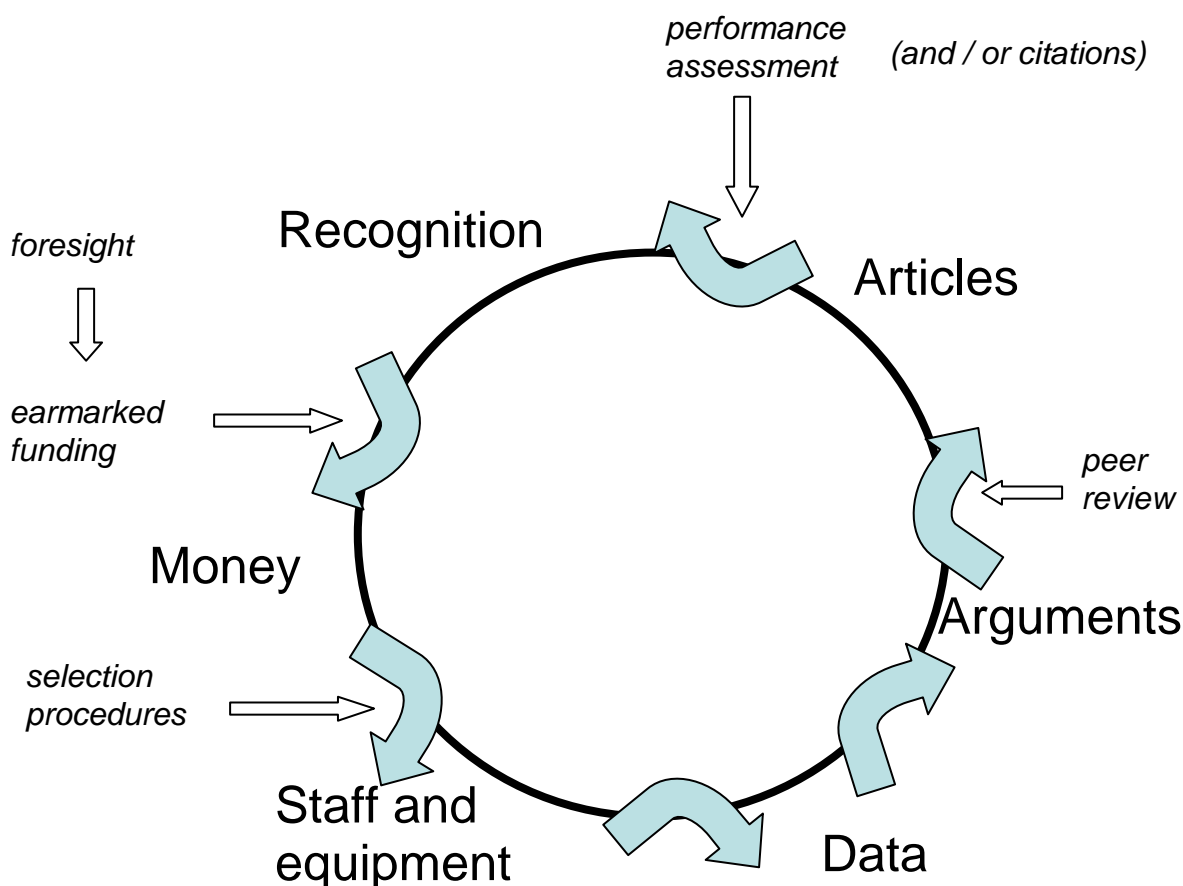 performance
assessment
(and / or citations)
Recognition
foresight
Articles
earmarked
funding
peer
review
Money
Arguments
selection
procedures
Staff and
equipment
Data